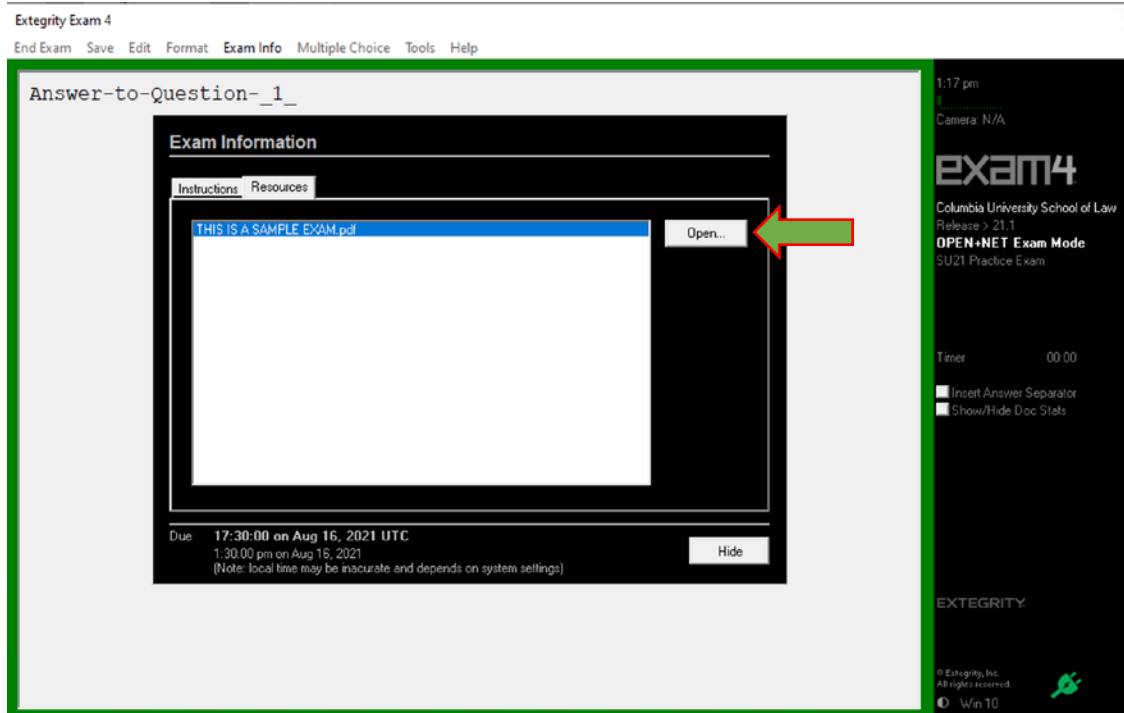 Extegrity Exam 4
End Exam Save Edit Format Exam Info Multiple Choice Tools Help
Answer-to-Question-_1_
Exam Information
Instructions Resources
THIS IS A SAMPLE EXAM.pdf
Open...
Due 17:30:00 on Aug 16, 2021 UTC
1:30:00 pm on Aug 16, 2021
(Note: local time may be inacurate and depends on system settings)
Hide
1:17 pm
Camera: N/A
exam4
Columbia University School of Law
Release > 21.1
OPEN+NET Exam Mode
SU21 Practice Exam
Timer 00:00
Insert Answer Separator
Show/Hide Doc Stats
EXTEGRITY
© Extegrity, Inc.
All rights reserved.
Win 10